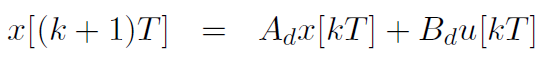 x[(k + 1)T] = A_d x[kT] + B_d u[kT]